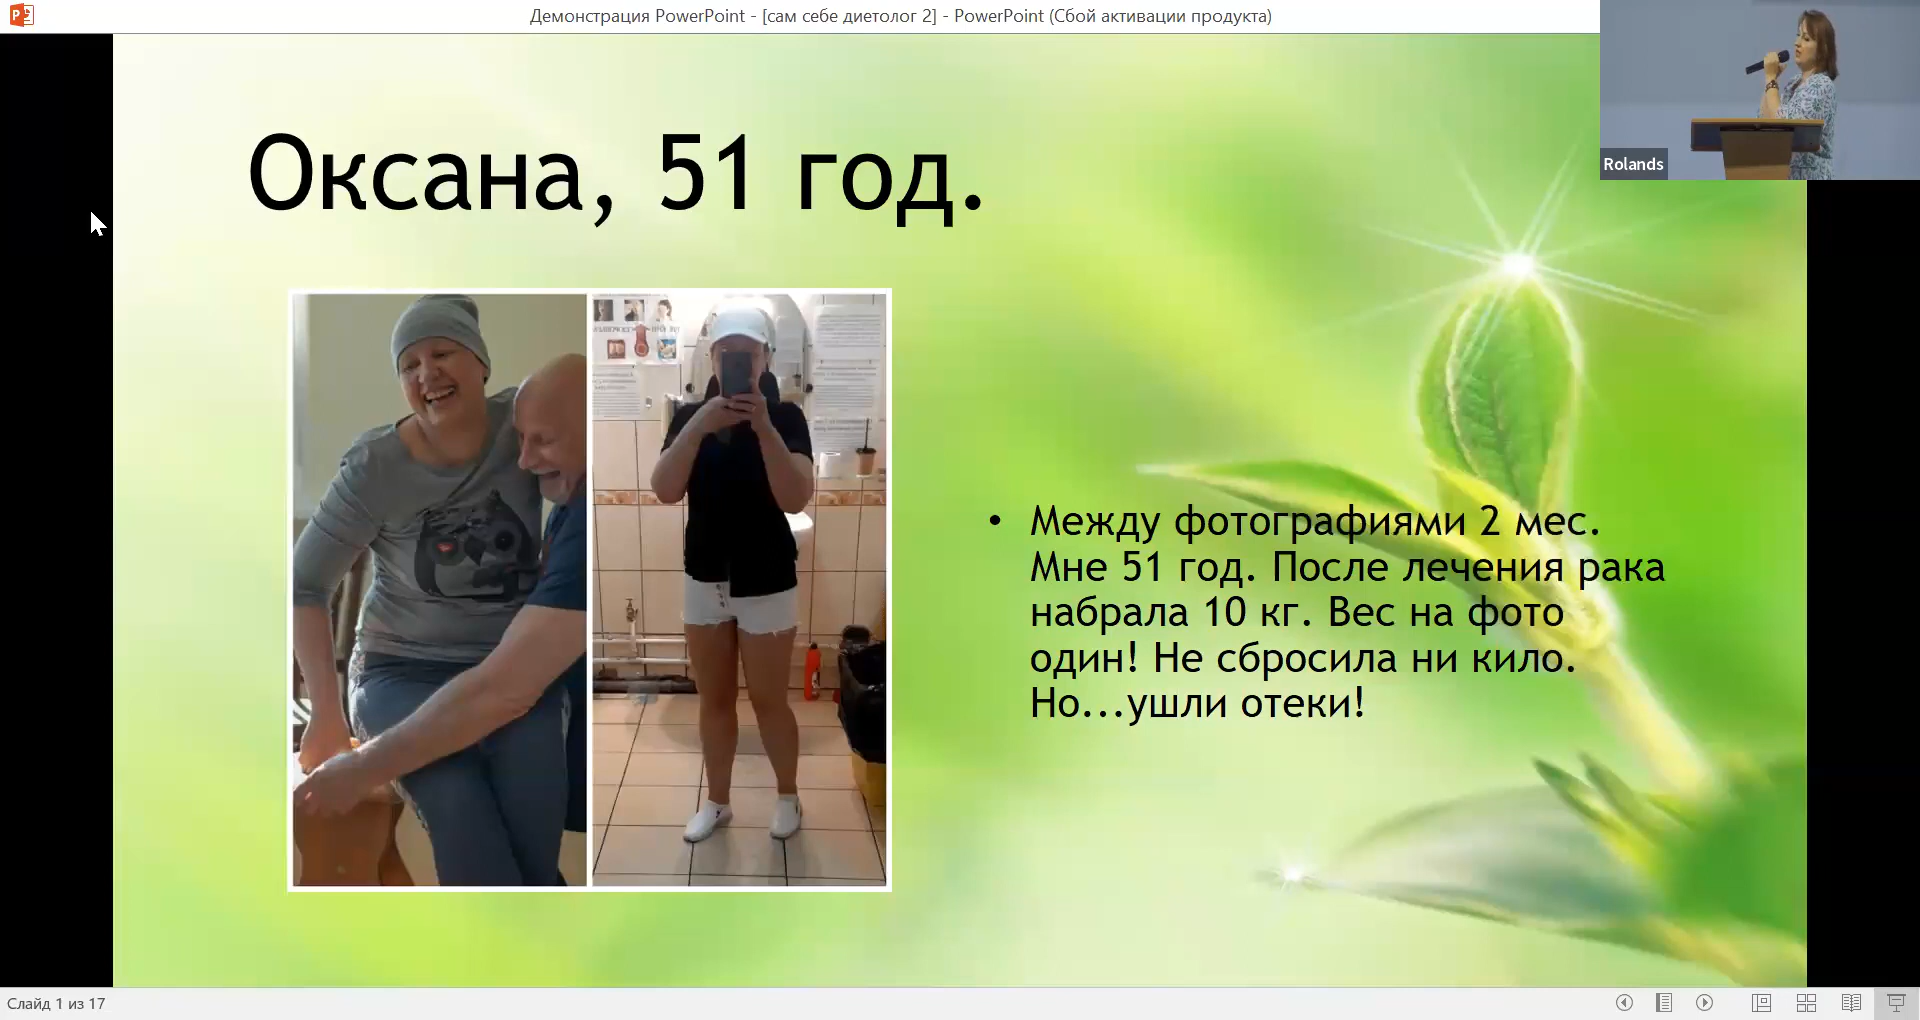 Демонстрация PowerPoint - [сам себе диетолог 2] - PowerPoint (Сбой активации продукта)
Rolands
Оксана, 51 год.
• Между фотографиями 2 мес.
Мне 51 год. После лечения рака
набрала 10 кг. Вес на фото
один! Не сбросила ни кило.
Но...ушли отеки!
Слайд 1 из 17